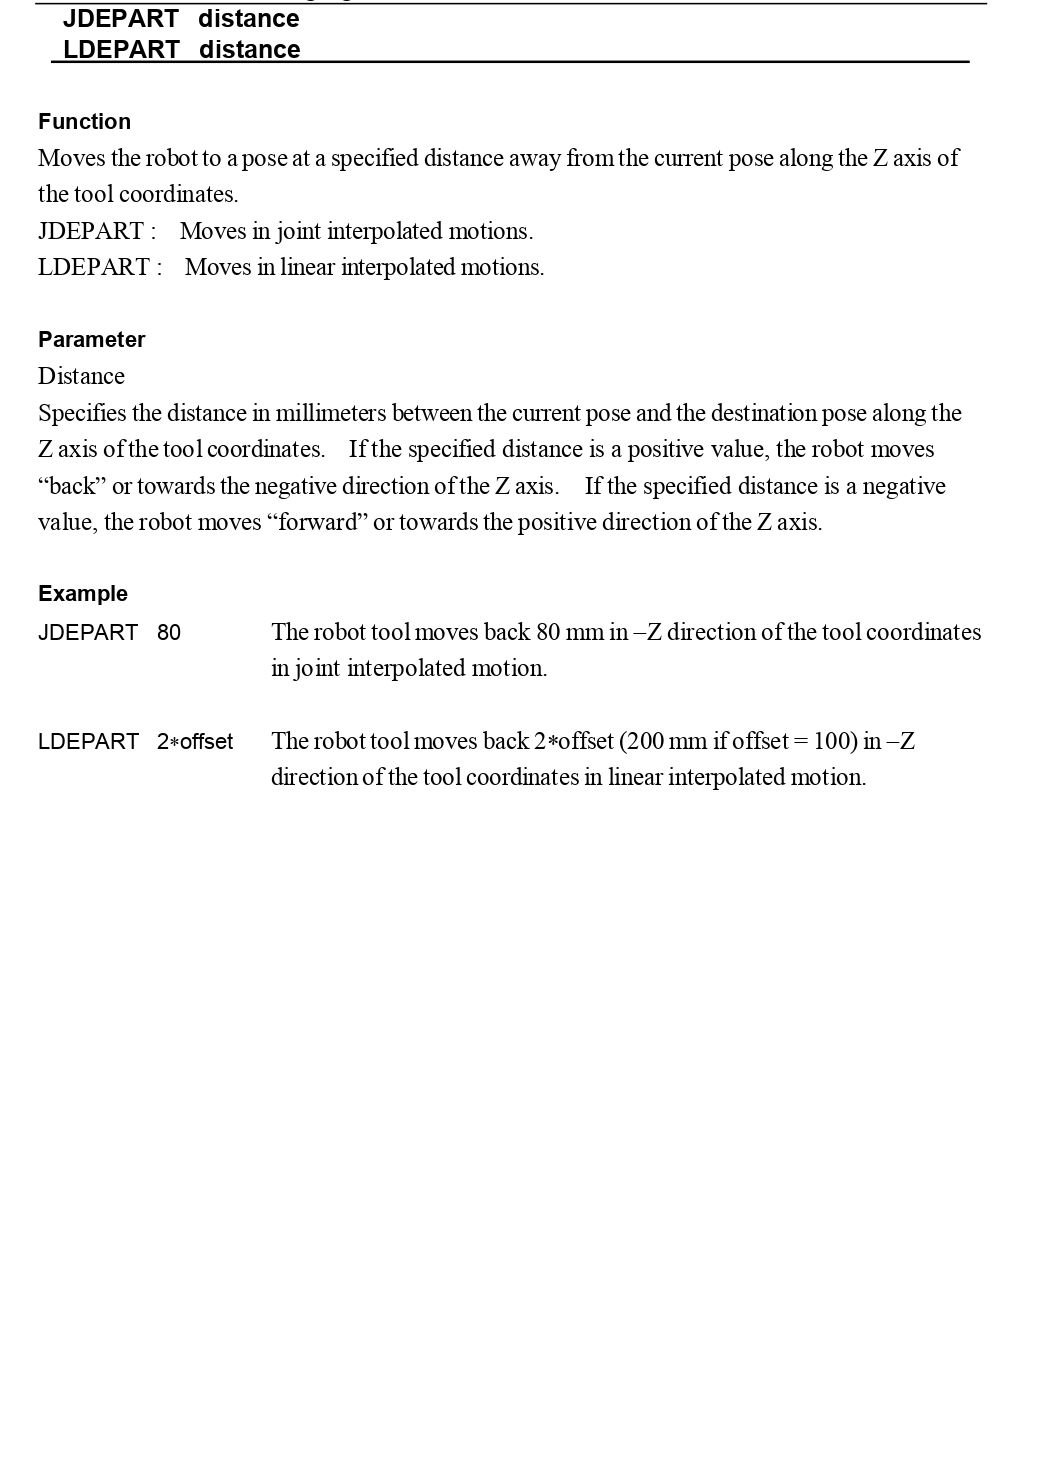 JDEPART distance
LDEPART distance
Function
Moves the robot to a pose at a specified distance away from the current pose along the Z axis of
the tool coordinates.
JDEPART : Moves in joint interpolated motions.
LDEPART : Moves in linear interpolated motions.
Parameter
Distance
Specifies the distance in millimeters between the current pose and the destination pose along the
Z axis of the tool coordinates. If the specified distance is a positive value, the robot moves
“back” or towards the negative direction of the Z axis. If the specified distance is a negative
value, the robot moves “forward” or towards the positive direction of the Z axis.
Example
JDEPART 80 The robot tool moves back 80 mm in –Z direction of the tool coordinates
in joint interpolated motion.
LDEPART 2∗offset The robot tool moves back 2∗offset (200 mm if offset = 100) in –Z
direction of the tool coordinates in linear interpolated motion.